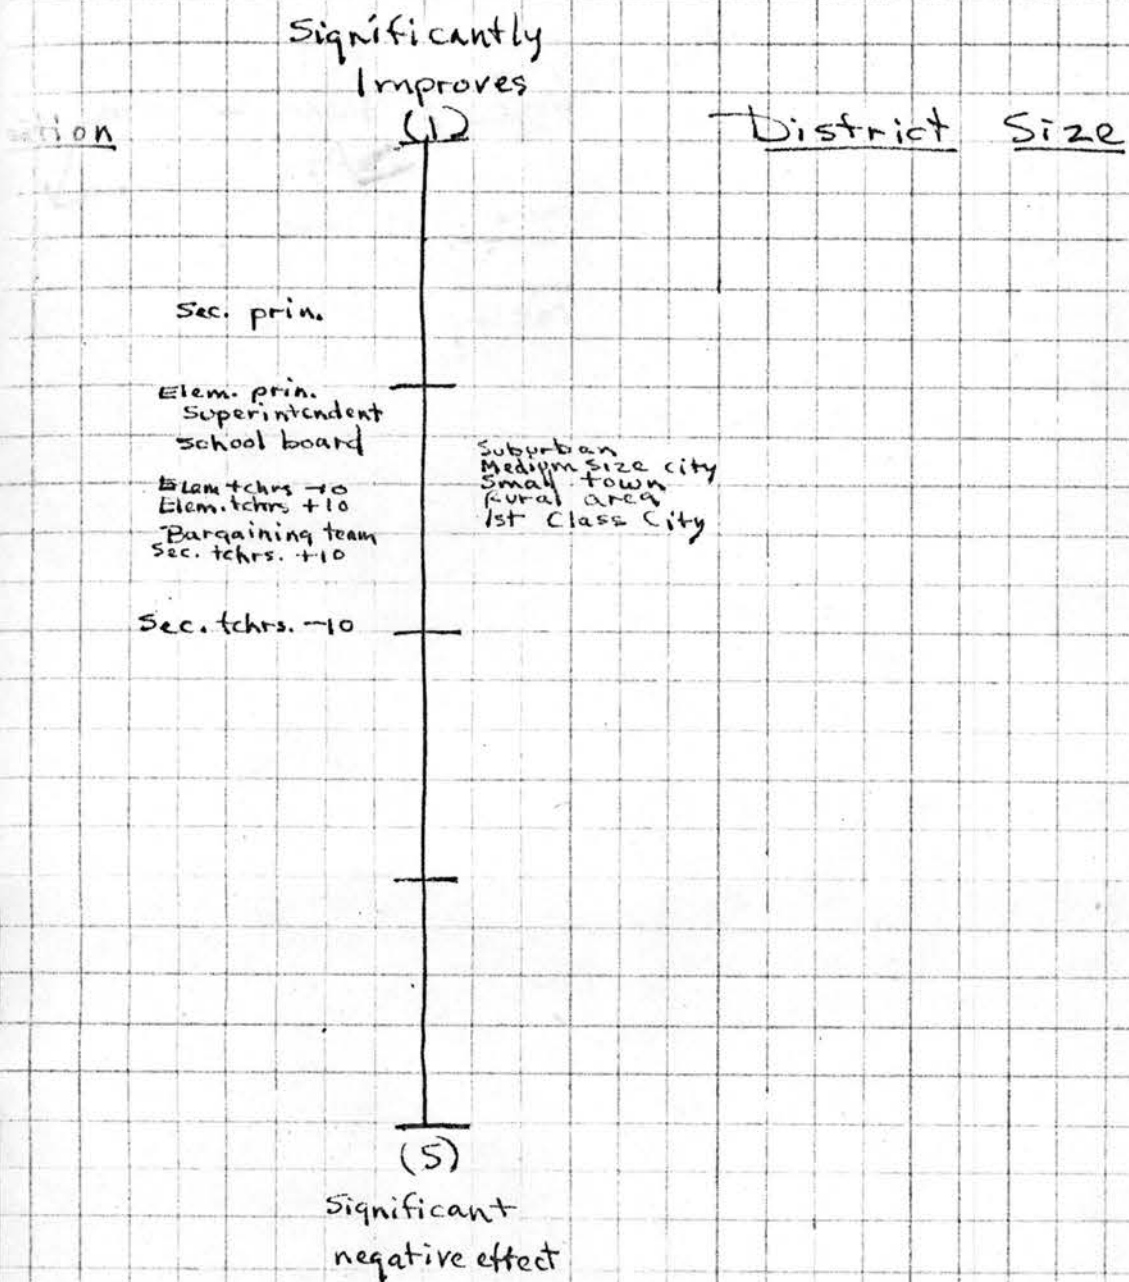 Significantly
Improves
(1)
District Size
Sec. prin.
Elem. prin.
Superintendent
School board
Elem tchrs -10
Elem. tchrs +10
Bargaining team
Sec. tchrs. +10
Suburban
Medium size city
Small town
Rural area
1st Class City
Sec. tchrs. -10
(5)
Significant
negative effect